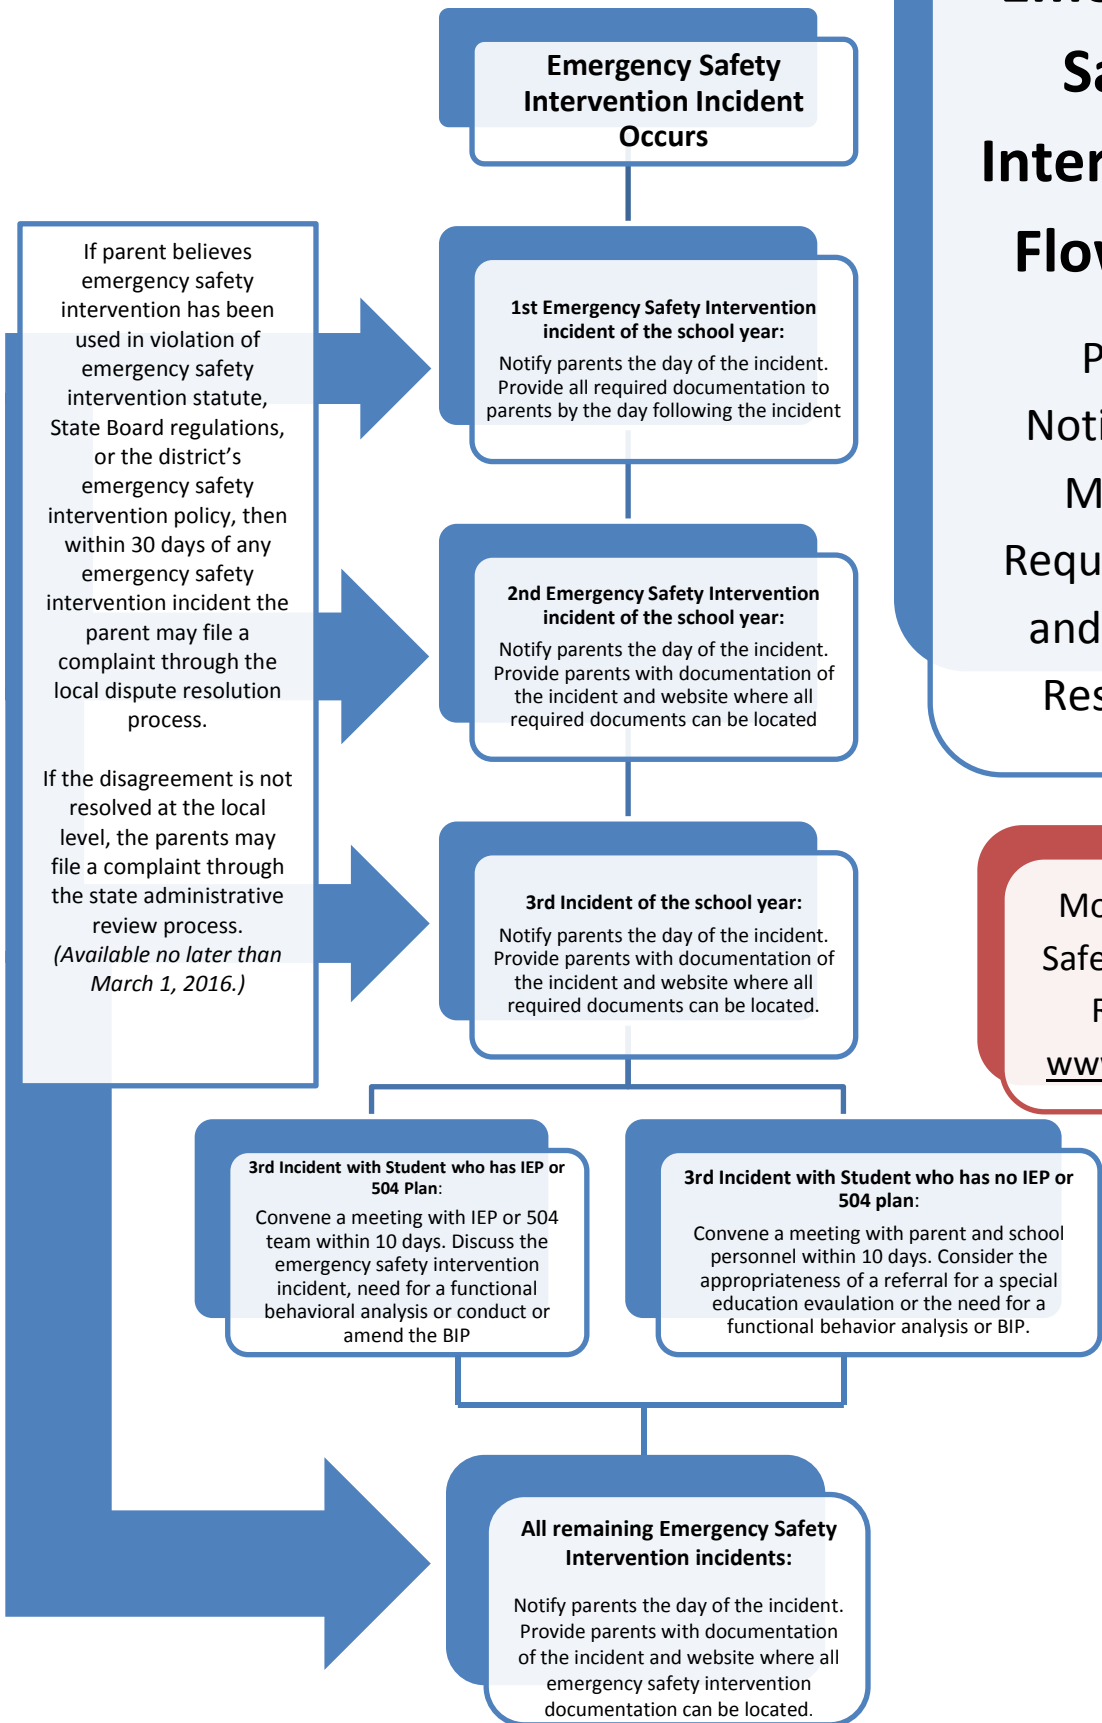 Emergency Safety
Intervention Incident
Occurs
If parent believes
emergency safety
intervention has been
used in violation of
emergency safety
intervention statute,
State Board regulations,
or the district's
emergency safety
intervention policy, then
within 30 days of any
emergency safety
intervention incident the
parent may file a
complaint through the
local dispute resolution
process.
If the disagreement is not
resolved at the local
level, the parents may
file a complaint through
the state administrative
review process.
(Available no later than
March 1, 2016.)
1st Emergency Safety Intervention
incident of the school year:
Notify parents the day of the incident.
Provide all required documentation to
parents by the day following the incident
2nd Emergency Safety Intervention
incident of the school year:
Notify parents the day of the incident.
Provide parents with documentation of
the incident and website where all
required documents can be located
3rd Incident of the school year:
Notify parents the day of the incident.
Provide parents with documentation of
the incident and website where all
required documents can be located.
3rd Incident with Student who has IEP or
504 Plan:
Convene a meeting with IEP or 504
team within 10 days. Discuss the
emergency safety intervention
incident, need for a functional
behavioral analysis or conduct or
amend the BIP
3rd Incident with Student who has no IEP or
504 plan:
Convene a meeting with parent and school
personnel within 10 days. Consider the
appropriateness of a referral for a special
education evaulation or the need for a
functional behavior analysis or BIP.
All remaining Emergency Safety
Intervention incidents:
Notify parents the day of the incident.
Provide parents with documentation
of the incident and website where all
emergency safety intervention
documentation can be located.
Sa
Inter
Flow
P
Noti
M
Requ
and
Res
Mo
Safe
R
www